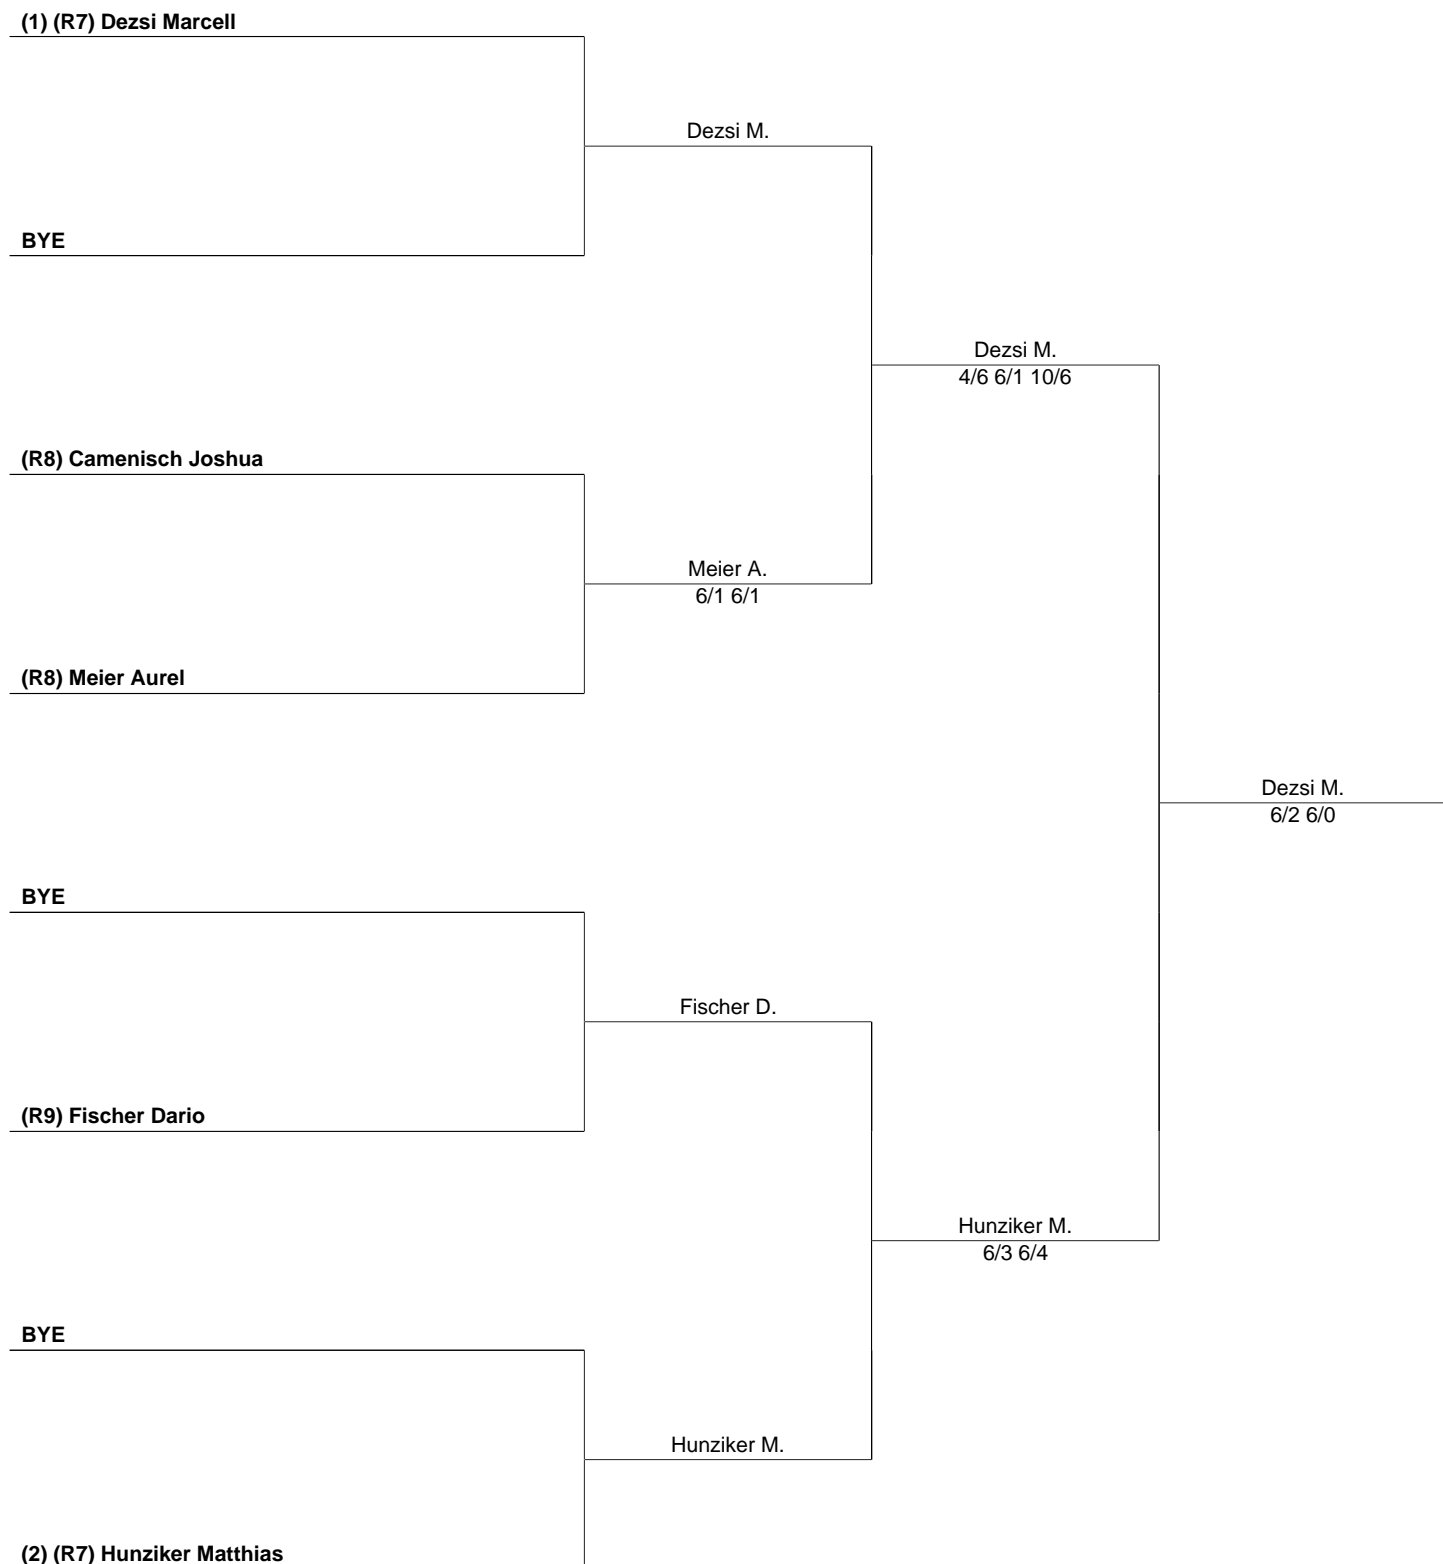 (1) (R7) Dezsi Marcell
Dezsi M.
BYE
Dezsi M.
4/6 6/1 10/6
(R8) Camenisch Joshua
Meier A.
6/1 6/1
(R8) Meier Aurel
Dezsi M.
6/2 6/0
BYE
Fischer D.
(R9) Fischer Dario
Hunziker M.
6/3 6/4
BYE
Hunziker M.
(2) (R7) Hunziker Matthias